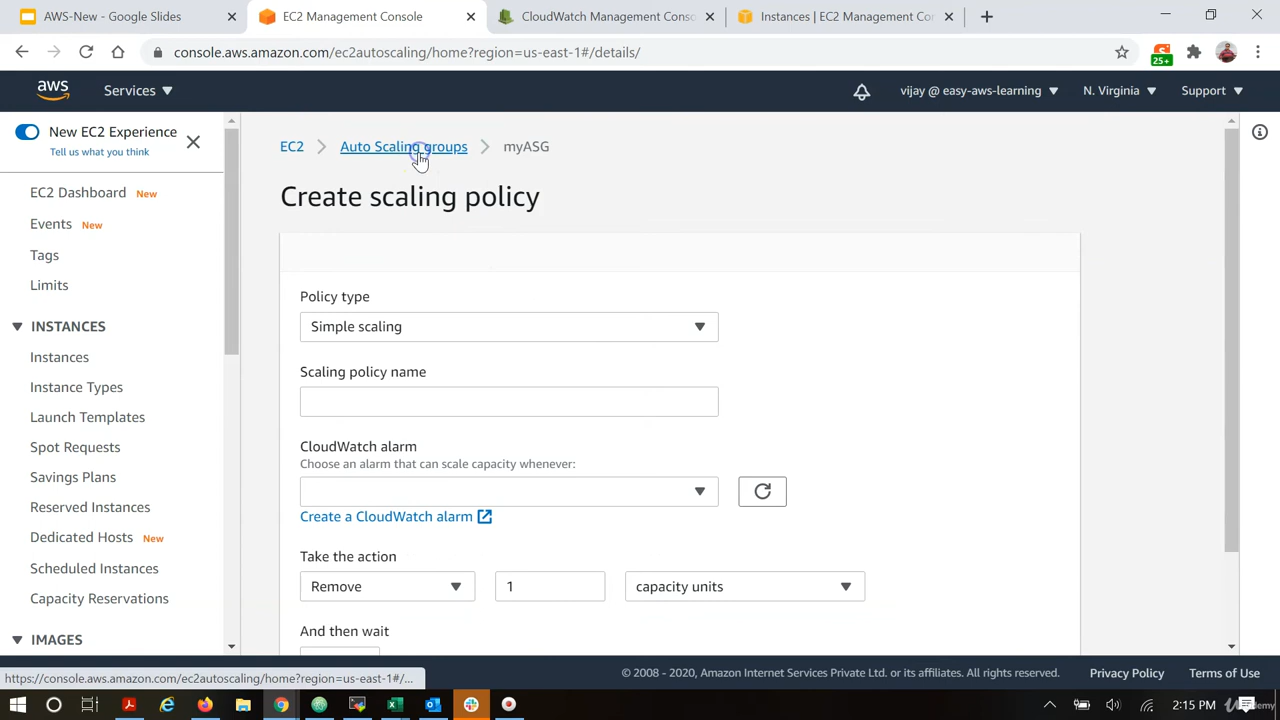 AWS-New - Google Slides
EC2 Management Console
CloudWatch Management Conso
Instances | EC2 Management Con
console.aws.amazon.com/ec2autoscaling/home?region=us-east-1#/details/
25+
aws
Services
vijay @ easy-aws-learning
N. Virginia
Support
New EC2 Experience
Tell us what you think
EC2 Dashboard New
Events New
Tags
Limits
INSTANCES
Instances
Instance Types
Launch Templates
Spot Requests
Savings Plans
Reserved Instances
Dedicated Hosts New
Scheduled Instances
Capacity Reservations
IMAGES
EC2
Auto Scaling groups
myASG
Create scaling policy
Policy type
Simple scaling
Scaling policy name
CloudWatch alarm
Choose an alarm that can scale capacity whenever:
Create a CloudWatch alarm
Take the action
Remove
1
capacity units
And then wait
https://console.aws.amazon.com/ec2autoscaling/home?region=us-east-1#/...
© 2008 - 2020, Amazon Internet Services Private Ltd. or its affiliates. All rights reserved.
Privacy Policy
Terms of Use
2:15 PM